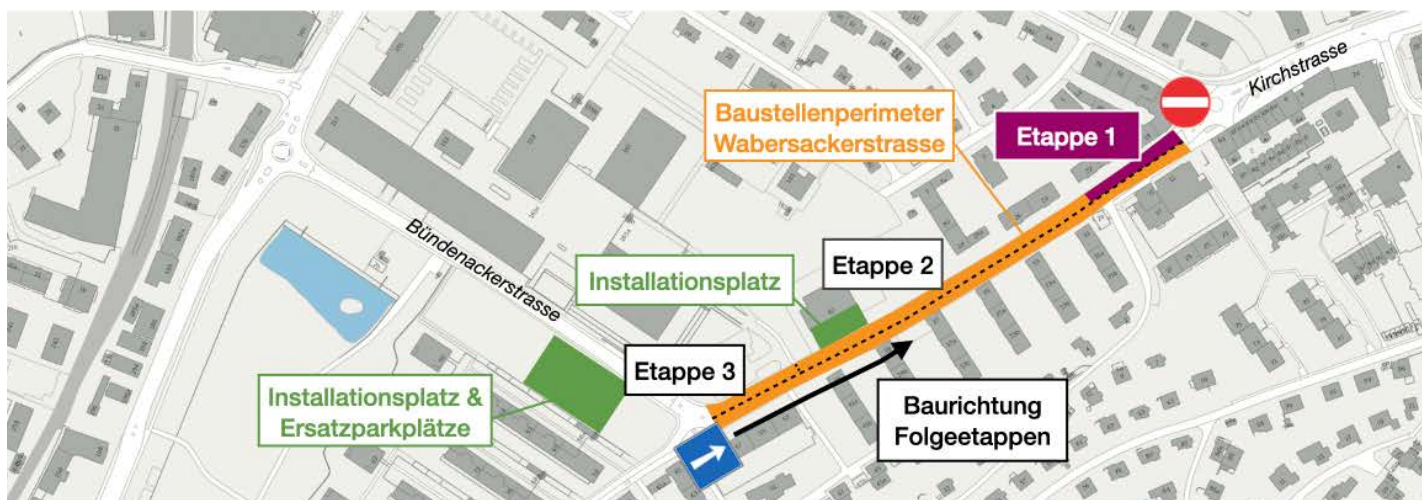 Kirchstrasse
Baustellenperimeter
Wabersackerstrasse
Etappe 1
Bündenackerstrasse
Installationsplatz
Etappe 2
Etappe 3
Installationsplatz &
Ersatzparkplätze
Baurichtung
Folgeetappen